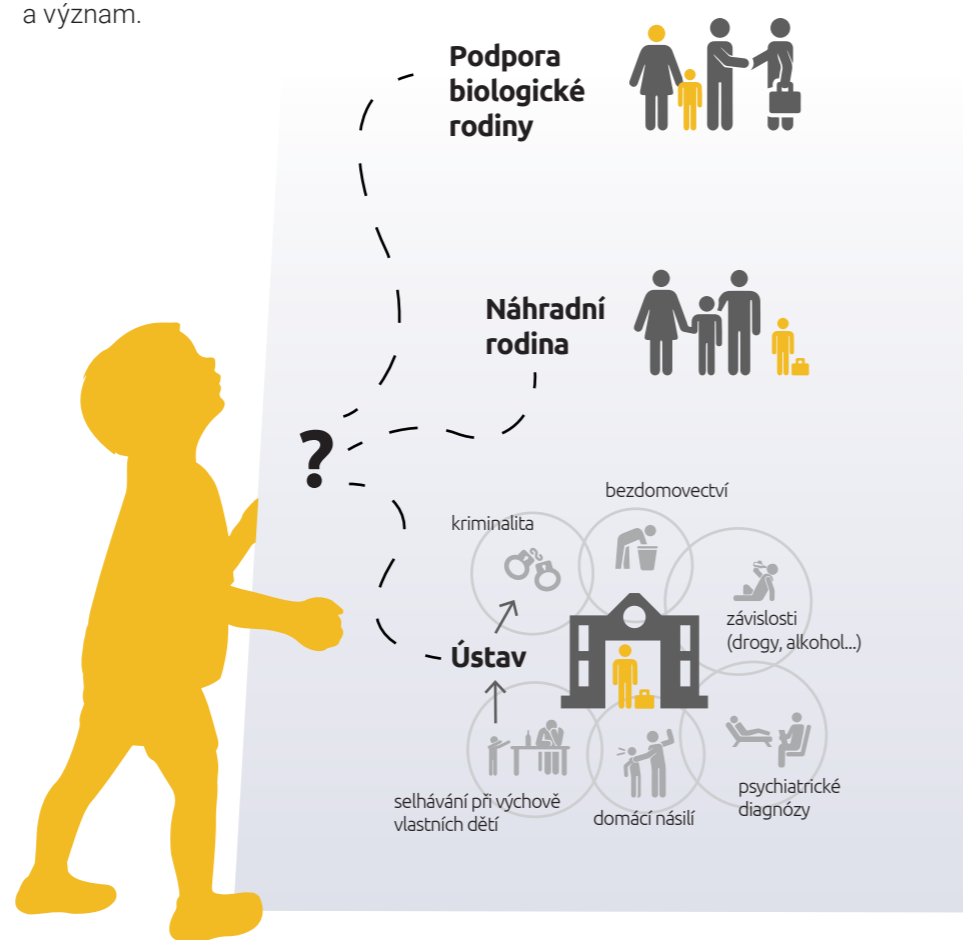 a význam.
Podpora
biologické
rodiny
Náhradní
rodina
?
bezdomovectví
kriminalita
závislosti
(drogy, alkohol...)
Ústav
selhávání při výchově
vlastních dětí
domácí násilí
psychiatrické
diagnózy